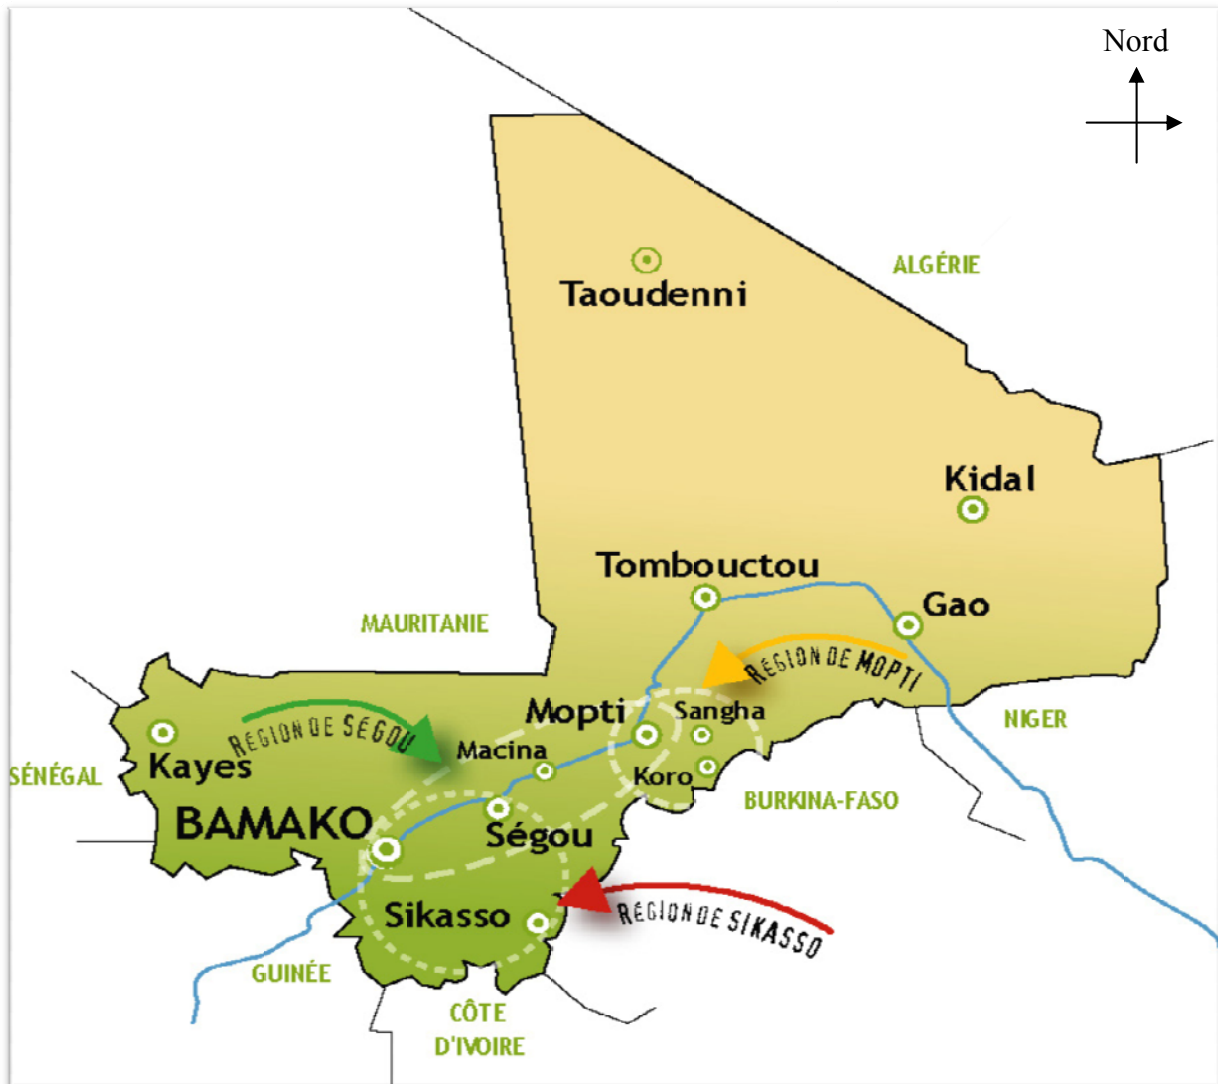 Nord
ALGÉRIE
Taoudenni
Kidal
Tombouctou
Gao
MAURITANIE
RÉGION DE MOPTI
Mopti
Sangha
NIGER
RÉGION DE SÉGOU
Macina
Kayes
SÉNÉGAL
Koro
BURKINA-FASO
BAMAKO
Ségou
Sikasso
RÉGION DE SIKASSO
GUINÉE
CÔTE
D'IVOIRE